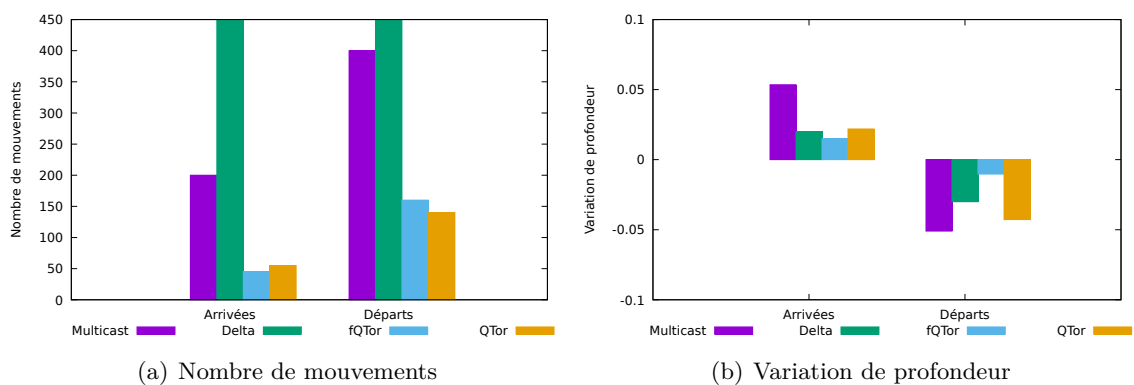 450
400
350
300
250
200
150
100
50
0
Nombre de mouvements
Arrivées
Départs
Multicast
Delta
fQTor
QTor
(a) Nombre de mouvements
0.1
0.05
0
-0.05
-0.1
Variation de profondeur
Arrivées
Départs
Multicast
Delta
fQTor
QTor
(b) Variation de profondeur